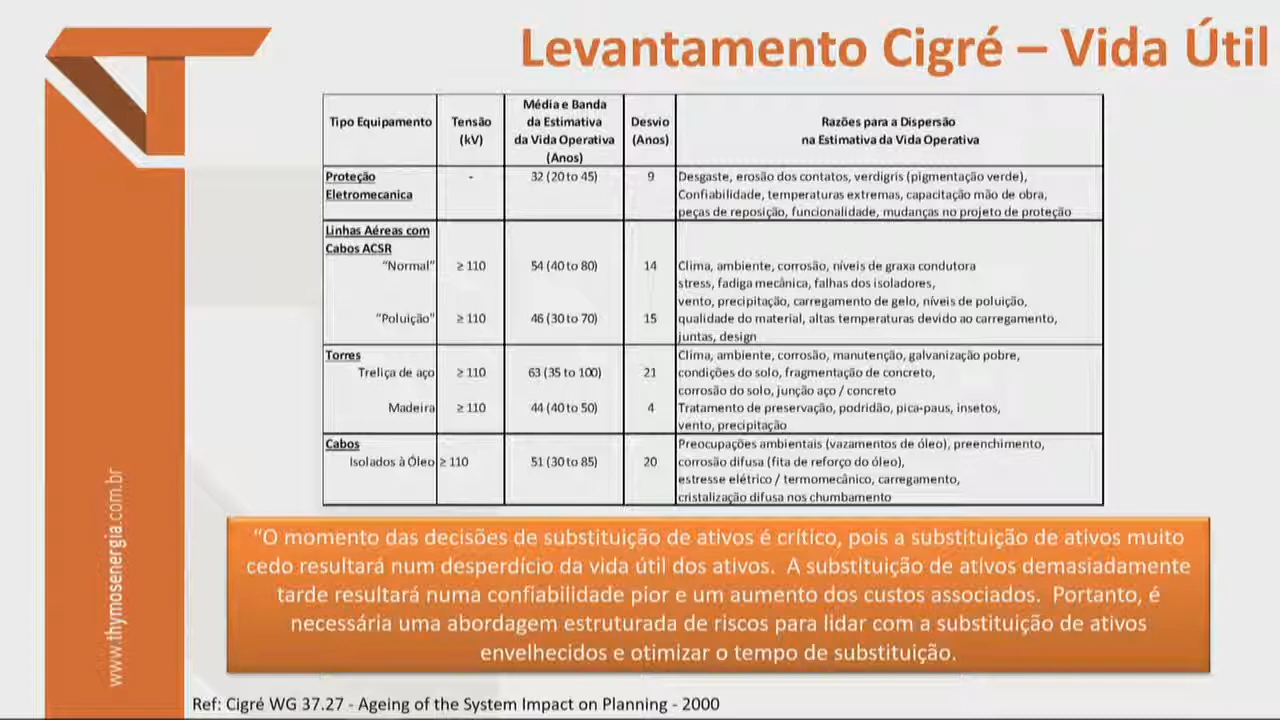 Levantamento Cigré – Vida Útil
Tipo Equipamento
Tensão
(kV)
Média e Banda
da Estimativa
da Vida Operativa
(Anos)
Desvio
(Anos)
Razões para a Dispersão
na Estimativa da Vida Operativa
Proteção
Eletromecanica
-
32 (20 to 45)
9
Desgaste, erosão dos contatos, verdigris (pigmentação verde),
Confiabilidade, temperaturas extremas, capacitação mão de obra,
peças de reposição, funcionalidade, mudanças no projeto de proteção
Linhas Aéreas com
Cabos ACSR
"Normal"
≥ 110
54 (40 to 80)
14
Clima, ambiente, corrosão, níveis de graxa condutora
stress, fadiga mecânica, falhas dos isoladores,
vento, precipitação, carregamento de gelo, níveis de poluição,
"Poluição"
≥ 110
46 (30 to 70)
15
qualidade do material, altas temperaturas devido ao carregamento,
juntas, design
Torres
Clima, ambiente, corrosão, manutenção, galvanização pobre,
Treliça de aço
≥ 110
63 (35 to 100)
21
condições do solo, fragmentação de concreto,
corrosão do solo, junção aço / concreto
Madeira
≥ 110
44 (40 to 50)
4
Tratamento de preservação, podridão, pica-paus, insetos,
vento, precipitação
Cabos
Preocupações ambientais (vazamentos de óleo), preenchimento,
Isolados à Óleo
≥ 110
51 (30 to 85)
20
corrosão difusa (fita de reforço do óleo),
estresse elétrico / termomecânico, carregamento,
cristalização difusa nos chumbamento
"O momento das decisões de substituição de ativos é crítico, pois a substituição de ativos muito
cedo resultará num desperdício da vida útil dos ativos. A substituição de ativos demasiadamente
tarde resultará numa confiabilidade pior e um aumento dos custos associados. Portanto, é
necessária uma abordagem estruturada de riscos para lidar com a substituição de ativos
envelhecidos e otimizar o tempo de substituição.
www.thymosenergia.com.br
Ref: Cigré WG 37.27 - Ageing of the System Impact on Planning - 2000